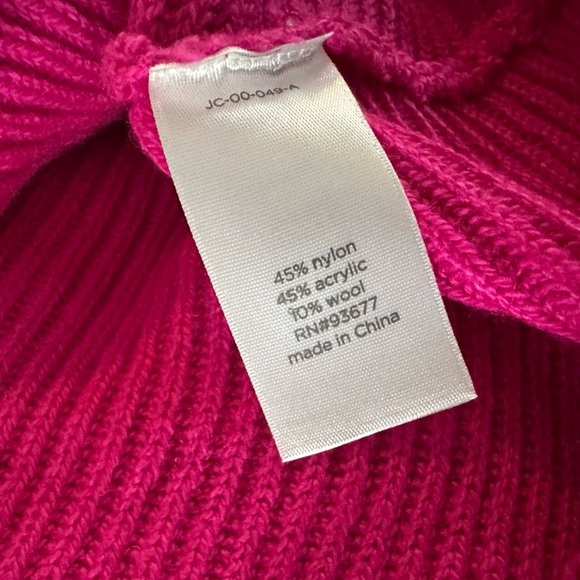 JC-00-049-A
45% nylon
45% acrylic
10% wool
RN#93677
made in China